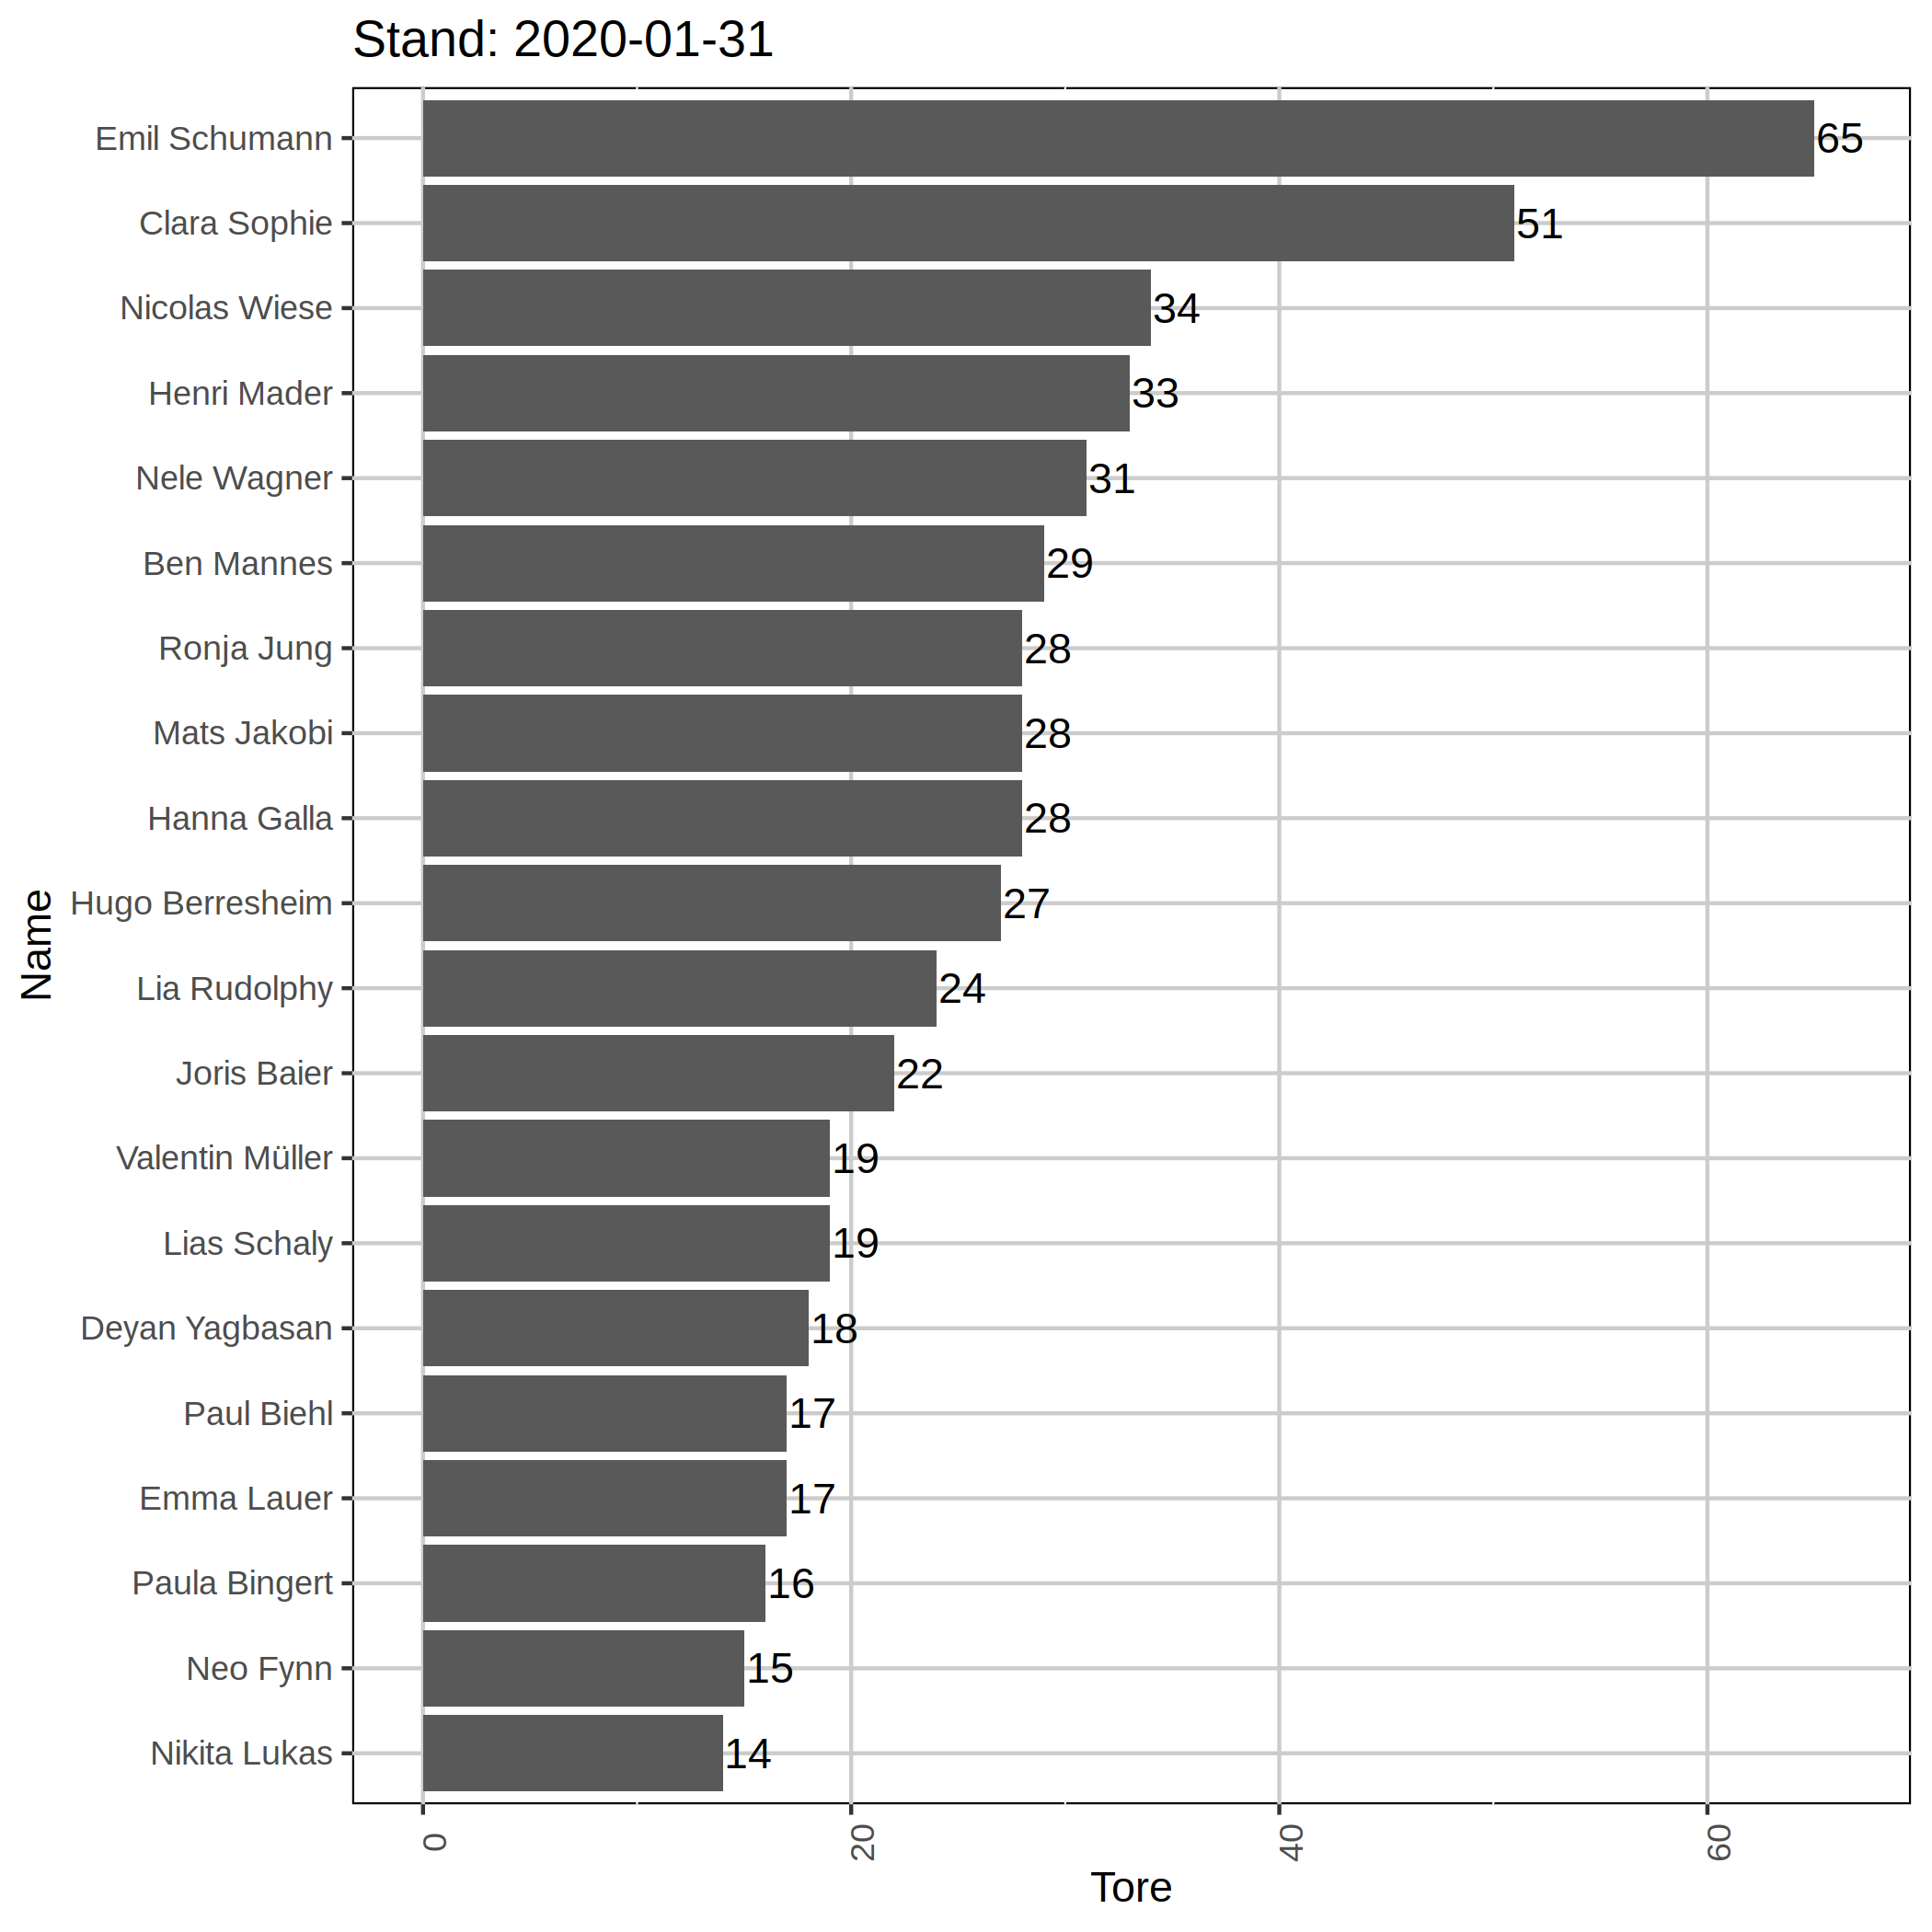 Stand: 2020-01-31
Emil Schumann 65
Clara Sophie 51
Nicolas Wiese 34
Henri Mader 33
Nele Wagner 31
Ben Mannes 29
Ronja Jung 28
Mats Jakobi 28
Hanna Galla 28
Hugo Berresheim 27
Lia Rudolphy 24
Joris Baier 22
Valentin Müller 19
Lias Schaly 19
Deyan Yagbasan 18
Paul Biehl 17
Emma Lauer 17
Paula Bingert 16
Neo Fynn 15
Nikita Lukas 14
Name
0 20 40 60
Tore